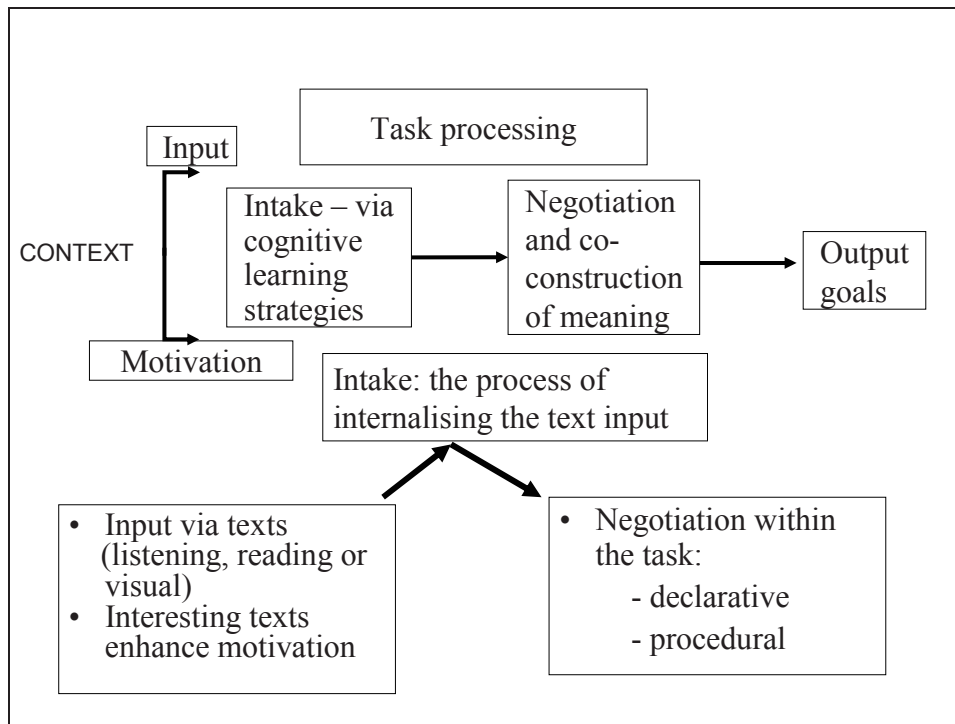 Task processing
Input
Intake – via
cognitive
learning
strategies
Negotiation
and co-
construction
of meaning
CONTEXT
Output
goals
Motivation
Intake: the process of
internalising the text input
• Input via texts
(listening, reading or
visual)
• Interesting texts
enhance motivation
• Negotiation within
the task:
- declarative
- procedural